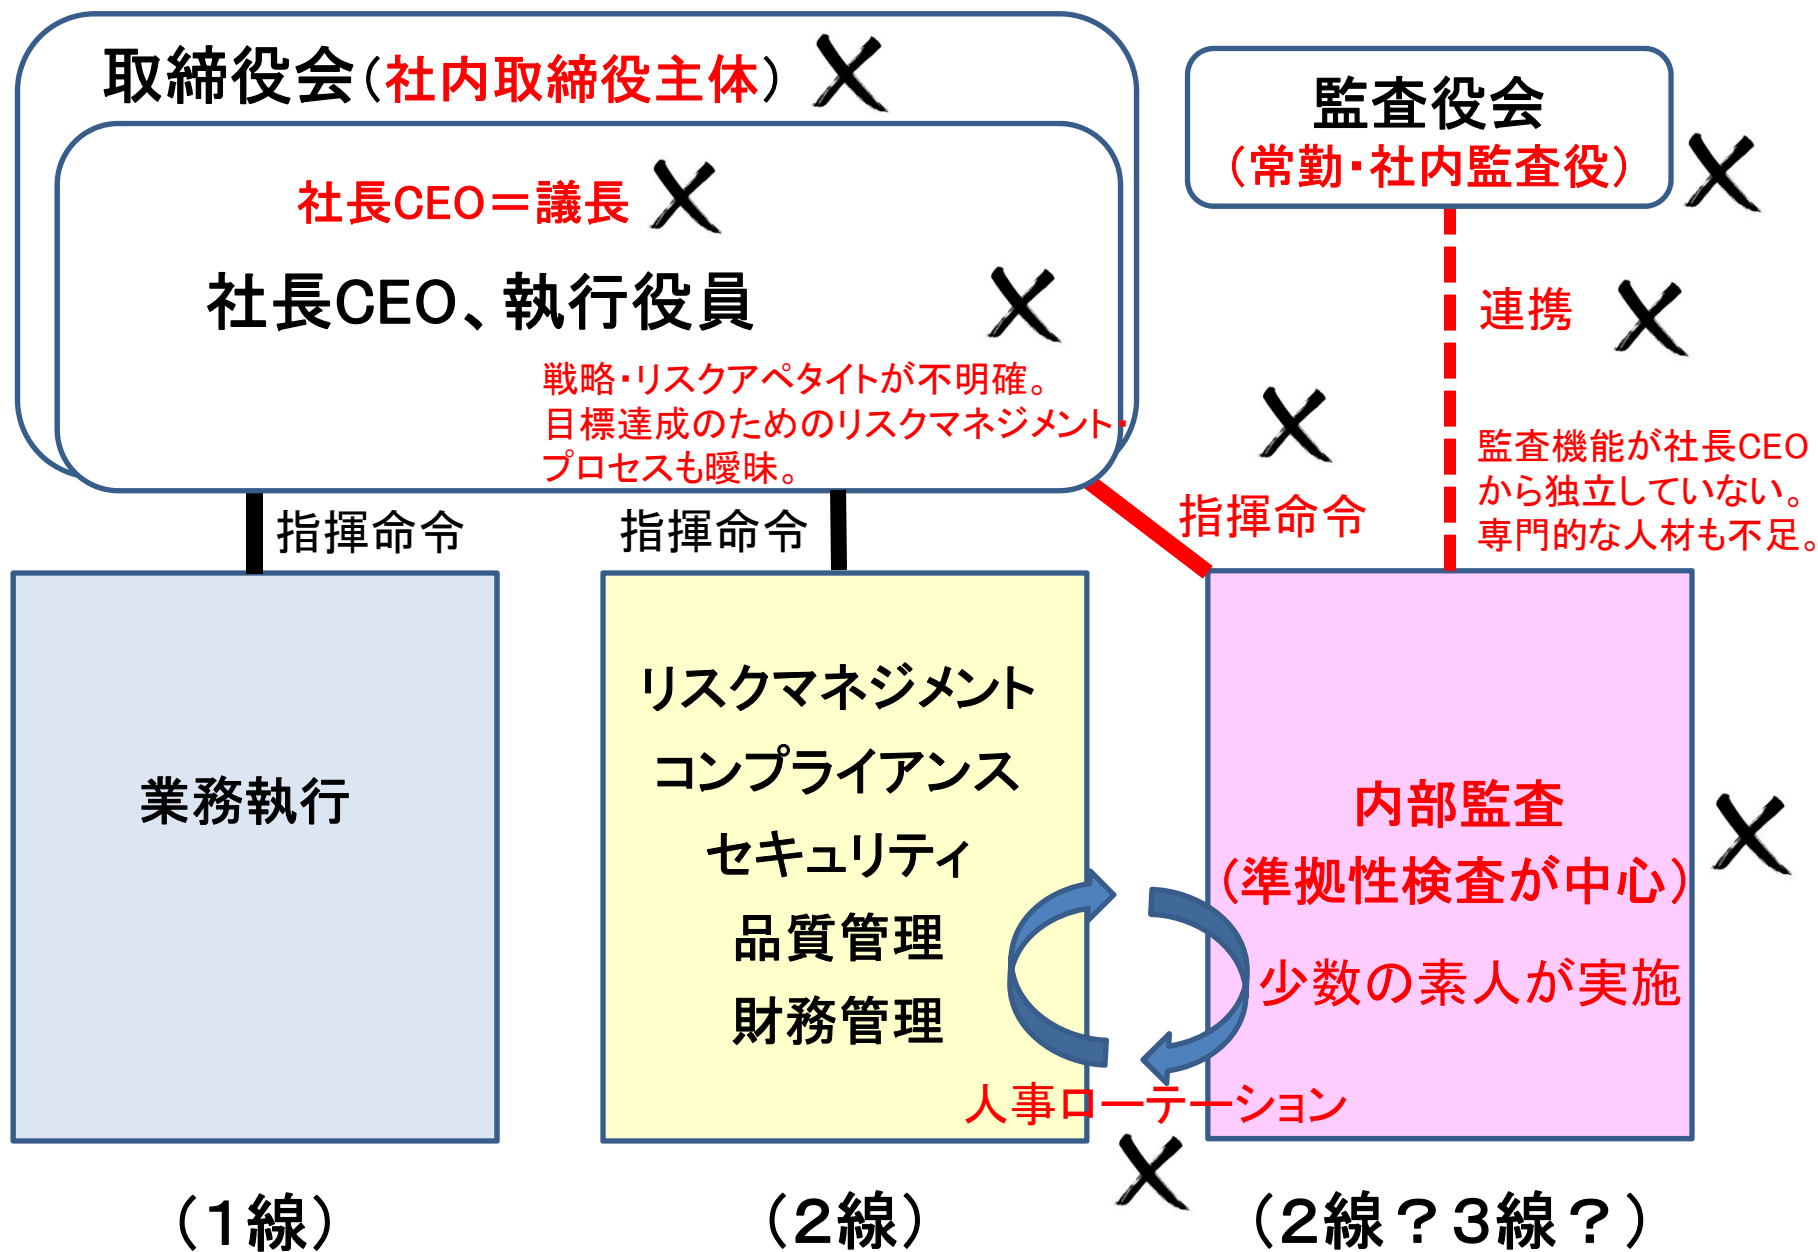 取締役会（社内取締役主体）
社長CEO＝議長
社長CEO、執行役員
戦略・リスクアペタイトが不明確。
目標達成のためのリスクマネジメント・
プロセスも曖昧。
監査役会
（常勤・社内監査役）
連携
監査機能が社長CEO
から独立していない。
専門的な人材も不足。
指揮命令
指揮命令
指揮命令
業務執行
リスクマネジメント
コンプライアンス
セキュリティ
品質管理
財務管理
内部監査
（準拠性検査が中心）
少数の素人が実施
人事ローテーション
（１線）
（２線）
（２線？３線？）